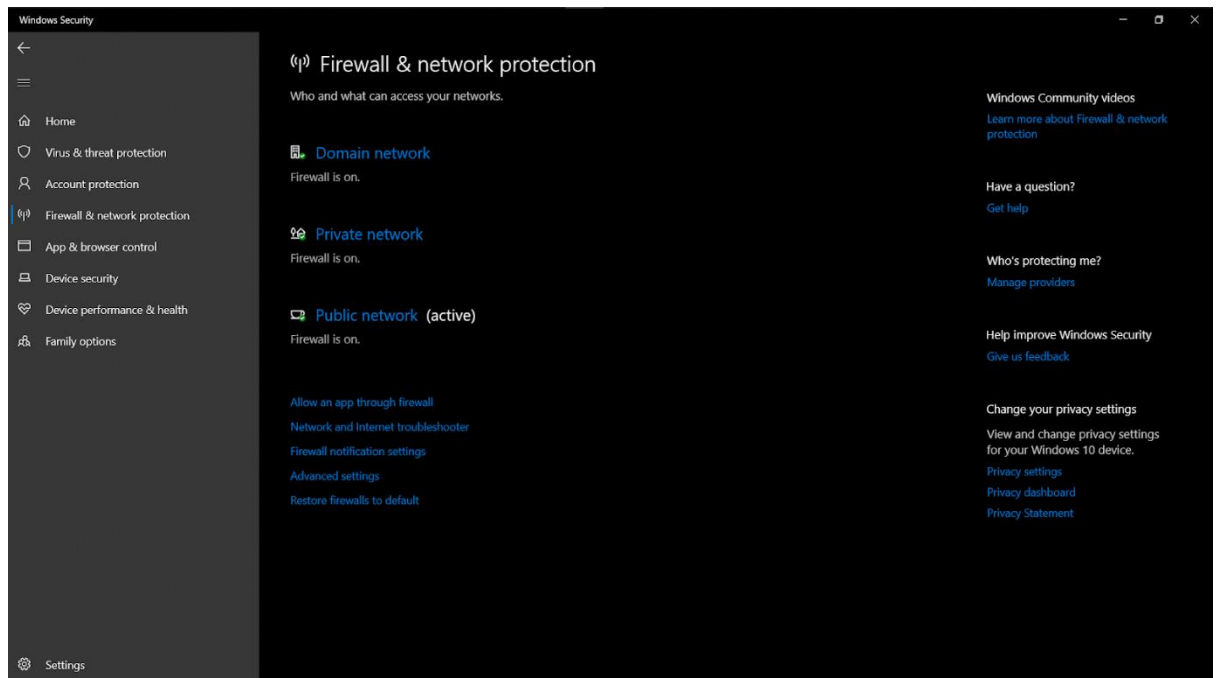 Windows Security
Home
Virus & threat protection
Account protection
Firewall & network protection
App & browser control
Device security
Device performance & health
Family options
Settings
Firewall & network protection
Who and what can access your networks.
Domain network
Firewall is on.
Private network
Firewall is on.
Public network (active)
Firewall is on.
Allow an app through firewall
Network and Internet troubleshooter
Firewall notification settings
Advanced settings
Restore firewalls to default
Windows Community videos
Learn more about Firewall & network
protection
Have a question?
Get help
Who's protecting me?
Manage providers
Help improve Windows Security
Give us feedback
Change your privacy settings
View and change privacy settings
for your Windows 10 device.
Privacy settings
Privacy dashboard
Privacy Statement